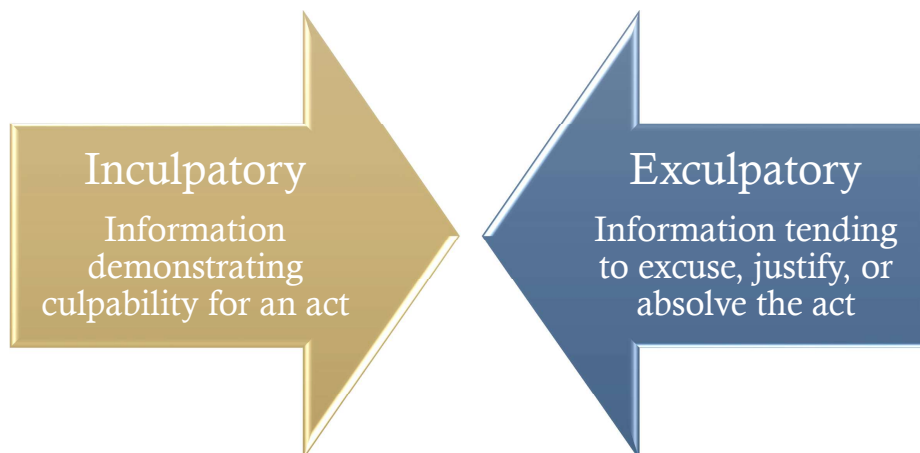 Inculpatory
Information
demonstrating
culpability for an act
Exculpatory
Information tending
to excuse, justify, or
absolve the act